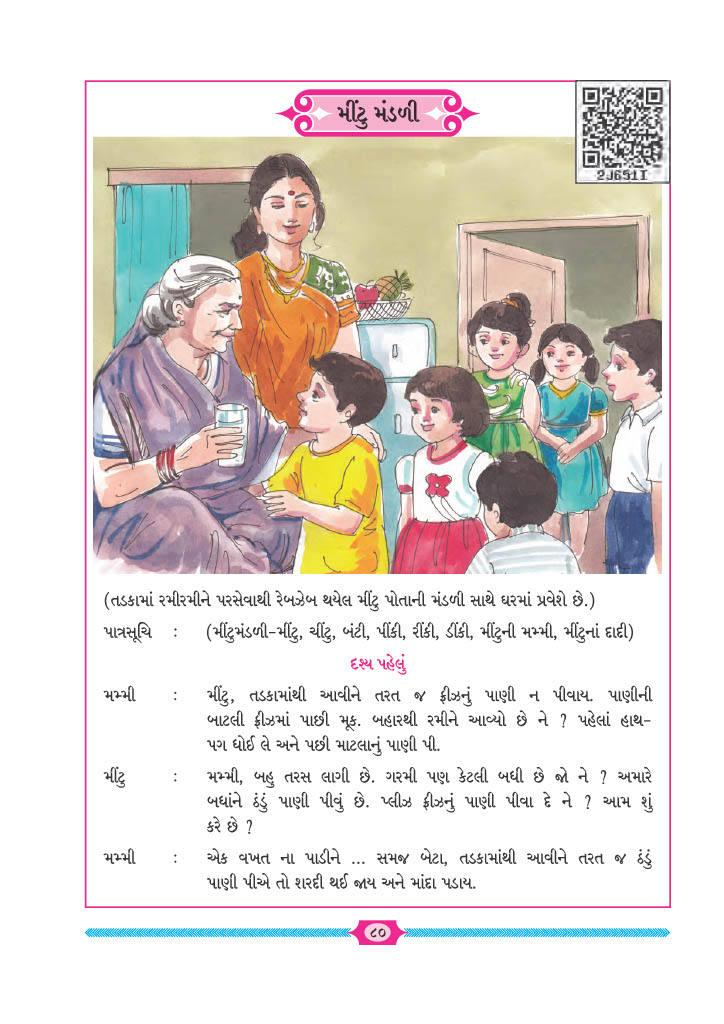 મીંટુ મંડળી
2J6S1I
(તડકામાં રમીરમીને પરસેવાથી રેબઝેબ થયેલ મીંટુ પોતાની મંડળી સાથે ઘરમાં પ્રવેશે છે.)
પાત્રસૂચિ : (મીંટુમંડળી-મીંટુ, ચીંટુ, બંટી, પીંકી, રીંકી, ડીંકી, મીંટુની મમ્મી, મીંટુનાં દાદી)
દશ્ય પહેલું
મમ્મી : મીંટુ, તડકામાંથી આવીને તરત જ ફ્રીઝનું પાણી ન પીવાય. પાણીની
બાટલી ફ્રીઝમાં પાછી મૂક. બહારથી રમીને આવ્યો છે ને ? પહેલાં હાથ-
પગ ધોઈ લે અને પછી માટલાનું પાણી પી.
મીંટુ : મમ્મી, બહુ તરસ લાગી છે. ગરમી પણ કેટલી બધી છે જો ને ? અમારે
બધાંને ઠંડું પાણી પીવું છે. પ્લીઝ ફ્રીઝનું પાણી પીવા દે ને ? આમ શું
કરે છે ?
મમ્મી : એક વખત ના પાડીને ... સમજ બેટા, તડકામાંથી આવીને તરત જ ઠંડું
પાણી પીએ તો શરદી થઈ જાય અને માંદા પડાય.
૮૦